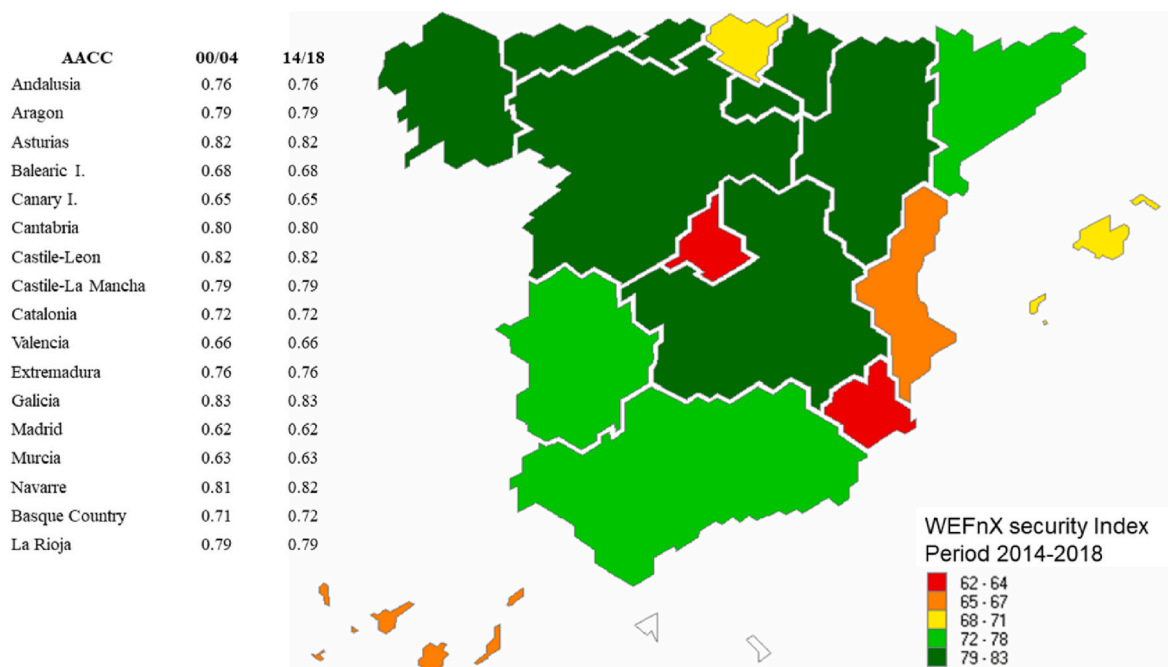 AACC 00/04 14/18
Andalusia 0.76 0.76
Aragon 0.79 0.79
Asturias 0.82 0.82
Balearic I. 0.68 0.68
Canary I. 0.65 0.65
Cantabria 0.80 0.80
Castile-Leon 0.82 0.82
Castile-La Mancha 0.79 0.79
Catalonia 0.72 0.72
Valencia 0.66 0.66
Extremadura 0.76 0.76
Galicia 0.83 0.83
Madrid 0.62 0.62
Murcia 0.63 0.63
Navarre 0.81 0.82
Basque Country 0.71 0.72
La Rioja 0.79 0.79
WEFnX security Index
Period 2014-2018
62 - 64
65 - 67
68 - 71
72 - 78
79 - 83